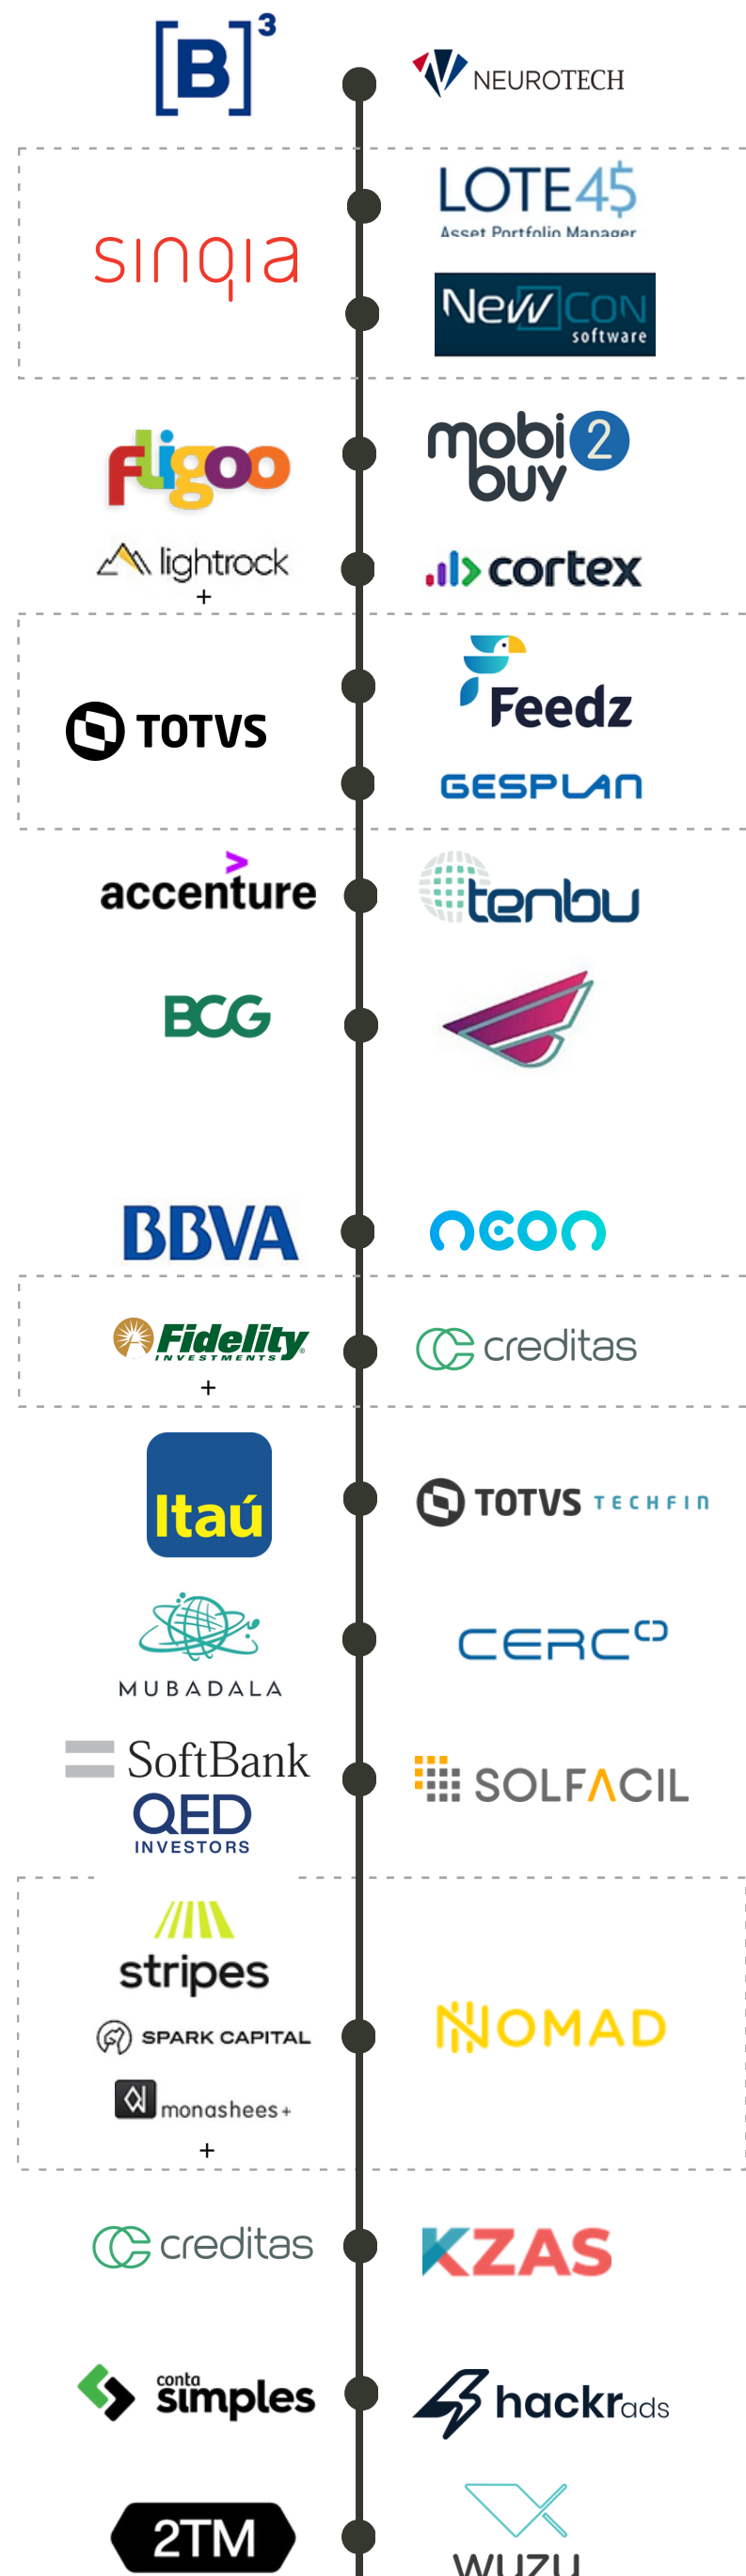 [B]³
NEUROTECH
sinqia
LOTE45
Asset Portfolio Manager
NewCon
software
Fligoo
mobi2
buy
lightrock
+
cortex
TOTVS
Feedz
GESPLAN
accenture
tenbu
BCG
BBVA
neon
Fidelity
INVESTMENTS
+
creditas
Itaú
TOTVS TECHFIN
MUBADALA
CERC
SoftBank
QED
INVESTORS
SOLFACIL
stripes
SPARK CAPITAL
monashees+
+
NOMAD
creditas
KZAS
conta
simples
hackrads
2TM
WUZU